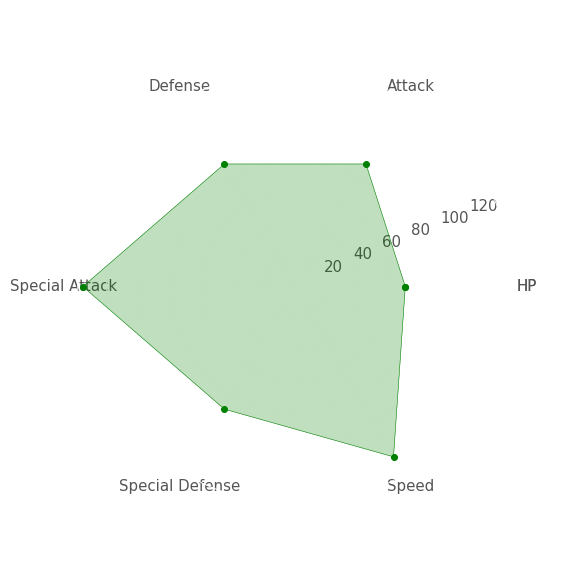 Defense
Attack
120
100
80
60
40
20
Special Attack
HP
Special Defense
Speed